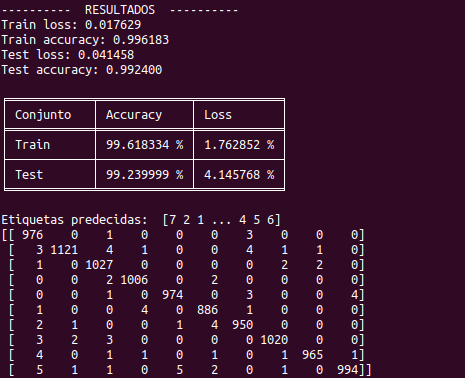 ---------- RESULTADOS ----------
Train loss: 0.017629
Train accuracy: 0.996183
Test loss: 0.041458
Test accuracy: 0.992400
Conjunto Accuracy Loss
Train 99.618334 % 1.762852 %
Test 99.239999 % 4.145768 %
Etiquetas predecidas: [7 2 1 ... 4 5 6]
[[ 976 0 1 0 0 0 3 0 0 0]
[ 3 1121 4 1 0 0 4 1 1 0]
[ 1 0 1027 0 0 0 0 2 2 0]
[ 0 0 2 1006 0 2 0 0 0 0]
[ 0 0 1 0 974 0 3 0 0 4]
[ 1 0 0 4 0 886 1 0 0 0]
[ 2 1 0 0 1 4 950 0 0 0]
[ 3 2 3 0 0 0 0 1020 0 0]
[ 4 0 1 1 0 1 0 1 965 1]
[ 5 1 1 0 5 2 0 1 0 994]]